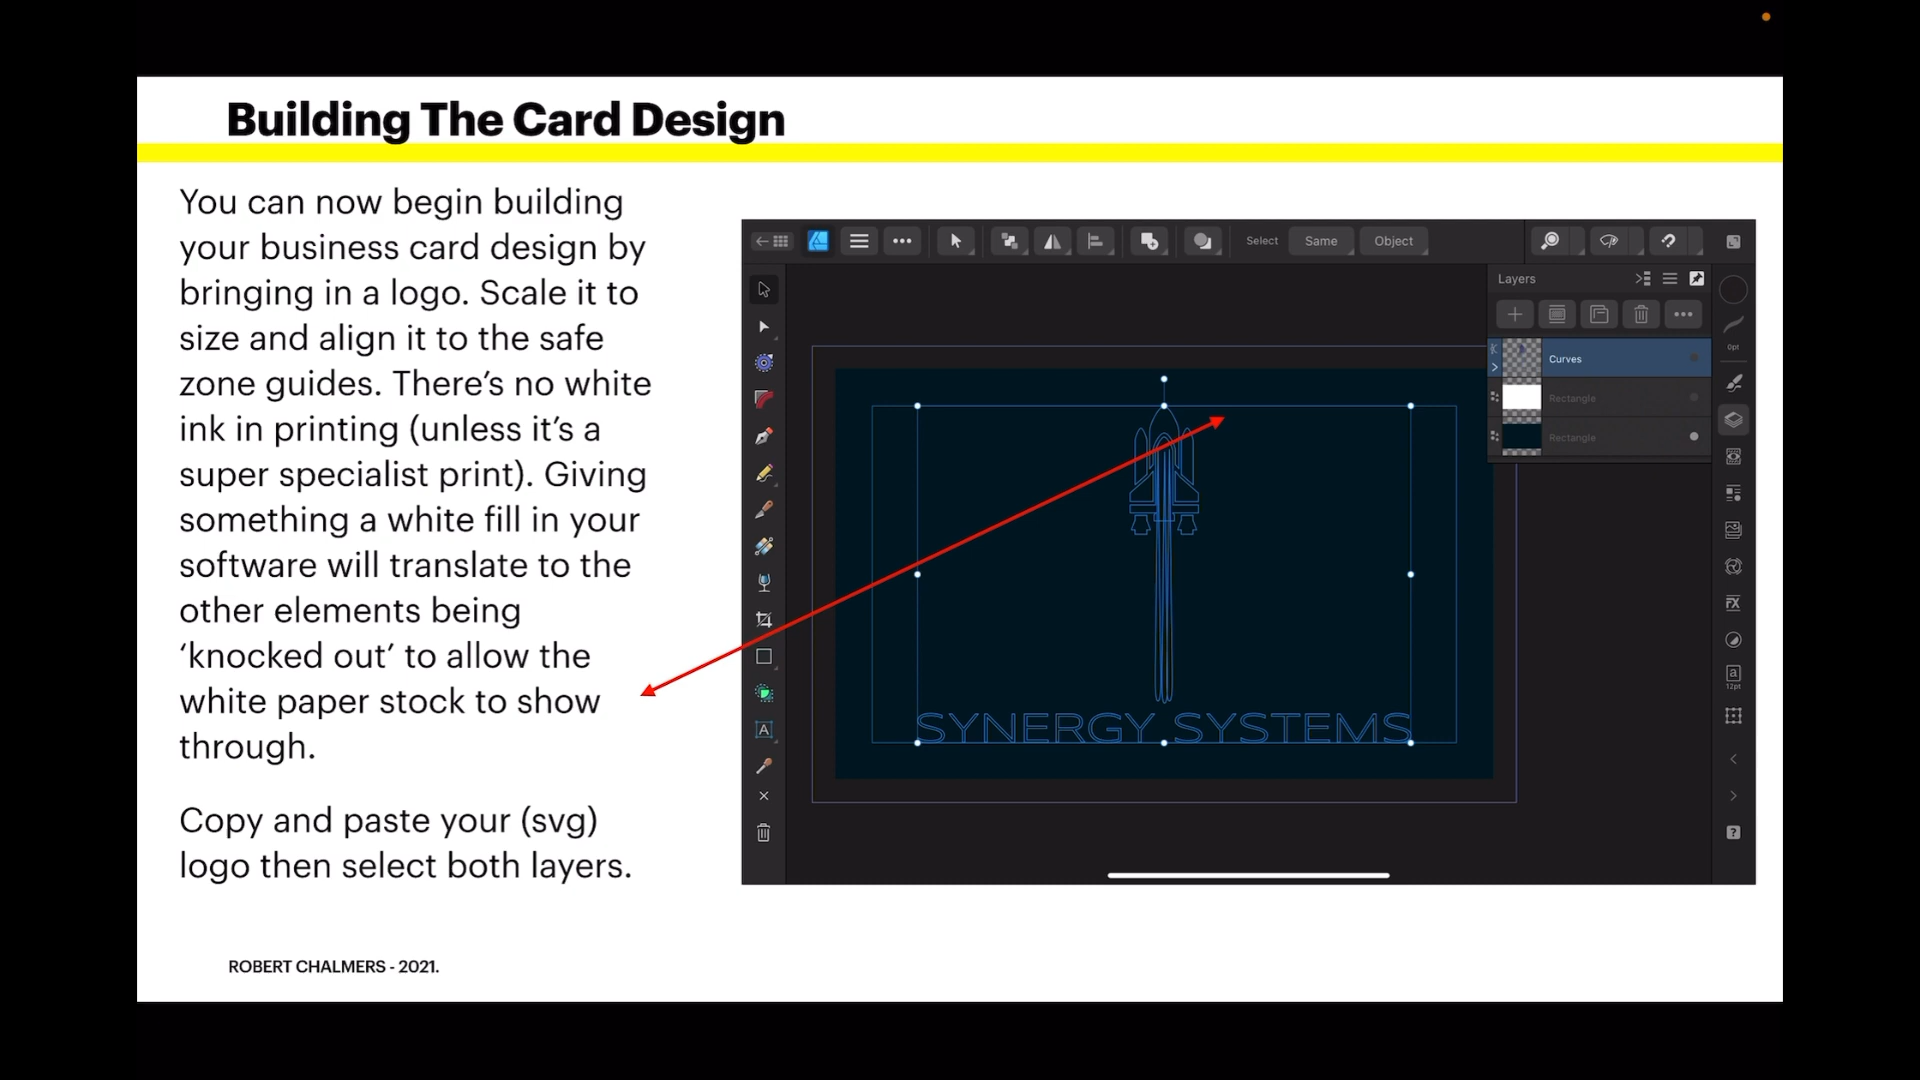 Building The Card Design
You can now begin building
your business card design by
bringing in a logo. Scale it to
size and align it to the safe
zone guides. There’s no white
ink in printing (unless it’s a
super specialist print). Giving
something a white fill in your
software will translate to the
other elements being
‘knocked out’ to allow the
white paper stock to show
through.
Copy and paste your (svg)
logo then select both layers.
Select
Same
Object
Layers
Curves
Rectangle
Rectangle
0pt
FX
a
12pt
A
?
SYNERGY SYSTEMS
ROBERT CHALMERS - 2021.